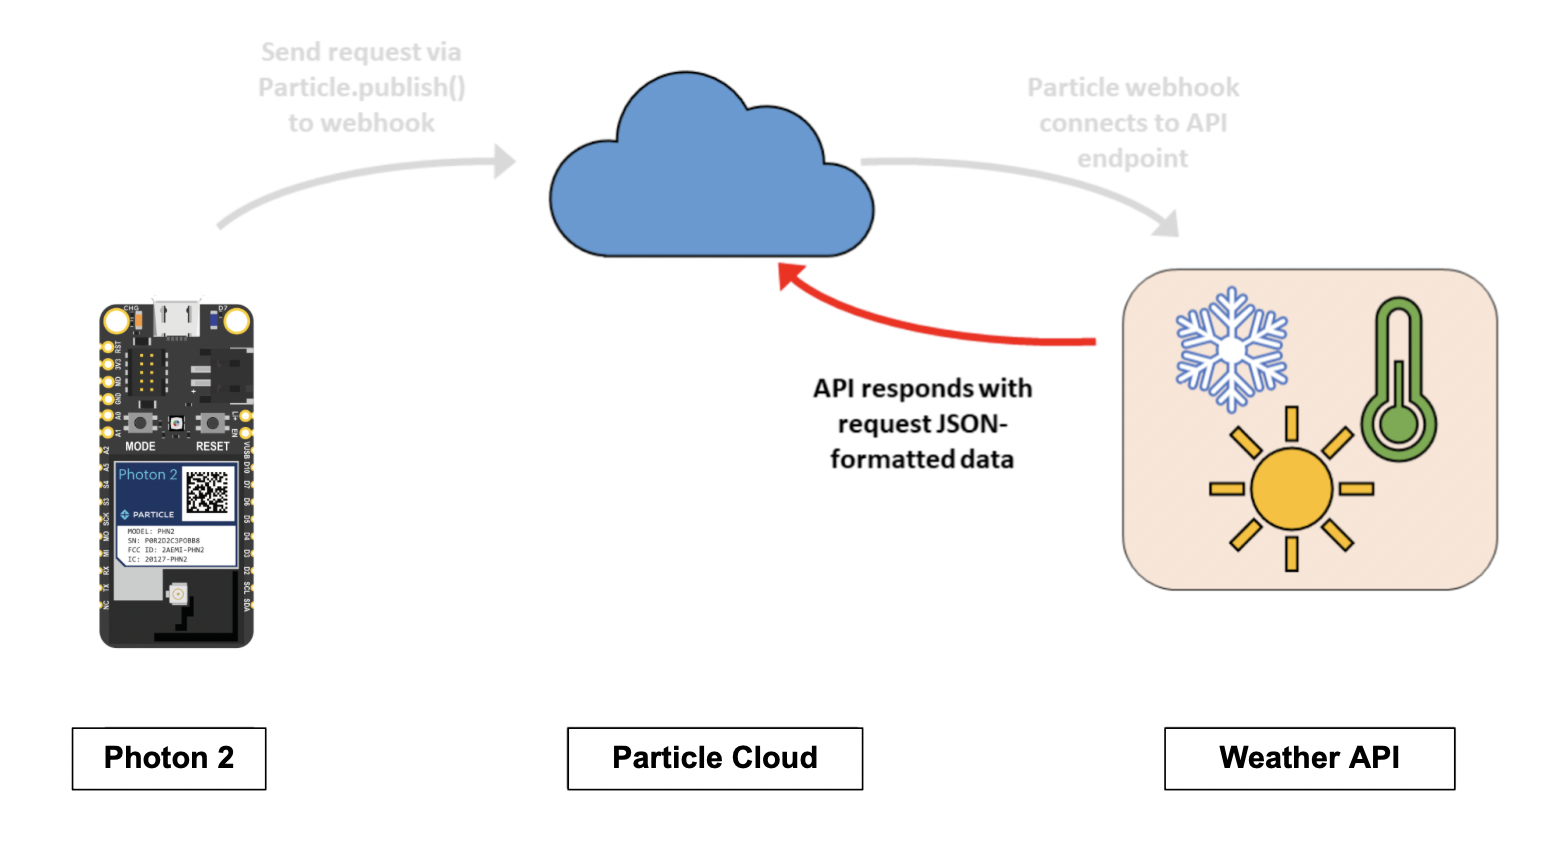 Send request via
Particle.publish()
to webhook
Particle webhook
connects to API
endpoint
API responds with
request JSON-
formatted data
CHG
D7
RST
3V3
MD
GND
A0
A1
A2
A5
S4
S3
SCK
MO
MI
RX
TX
NC
MODE
RESET
Li+
EN
VUSB
D10
D7
D6
D5
D4
D3
D2
SCL
SDA
Photon 2
PARTICLE
MODEL: PHN2
SN: P0R2D2C3POBB8
FCC ID: 2AEMI-PHN2
IC: 20127-PHN2
Photon 2
Particle Cloud
Weather API